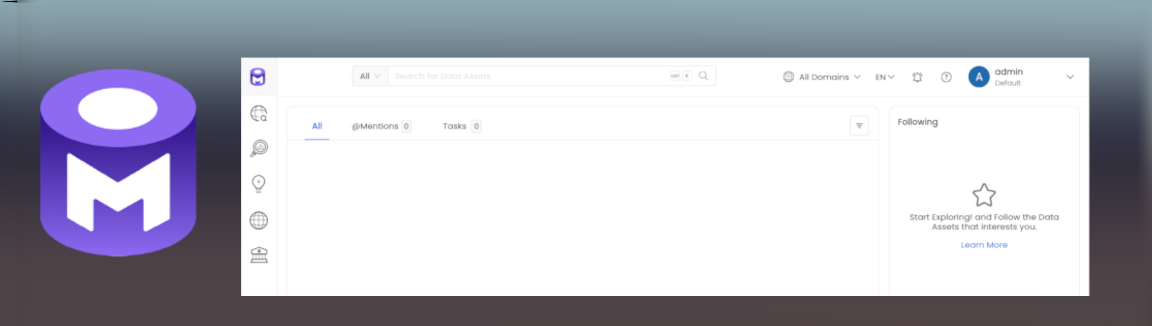 All
Search for Data Assets
ctrl K
All Domains
EN
A
admin
Default
All
@Mentions 0
Tasks 0
Following
Start Exploring! and Follow the Data
Assets that interests you.
Learn More
M